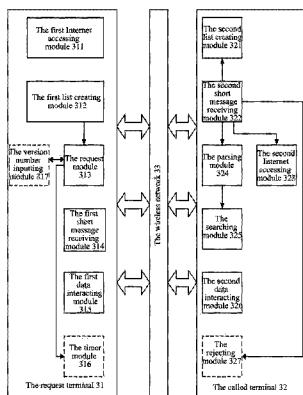 The first Internet
accessing
module 311
The first list creating
module 312
The version
number
inputting
module 317
The request
module
313
The first
short
message
receiving
module 314
The first
data
interacting
module
315
The timer
module
316
The request terminal 31
The wireless network 33
The second
list creating
module 321
The second
short
message
receiving
module 322
The parsing
module
324
The second
Internet
accessing
module 328
The
searching
module 325
The second
data
interacting
module 326
The
rejecting
module 327
The called terminal 32